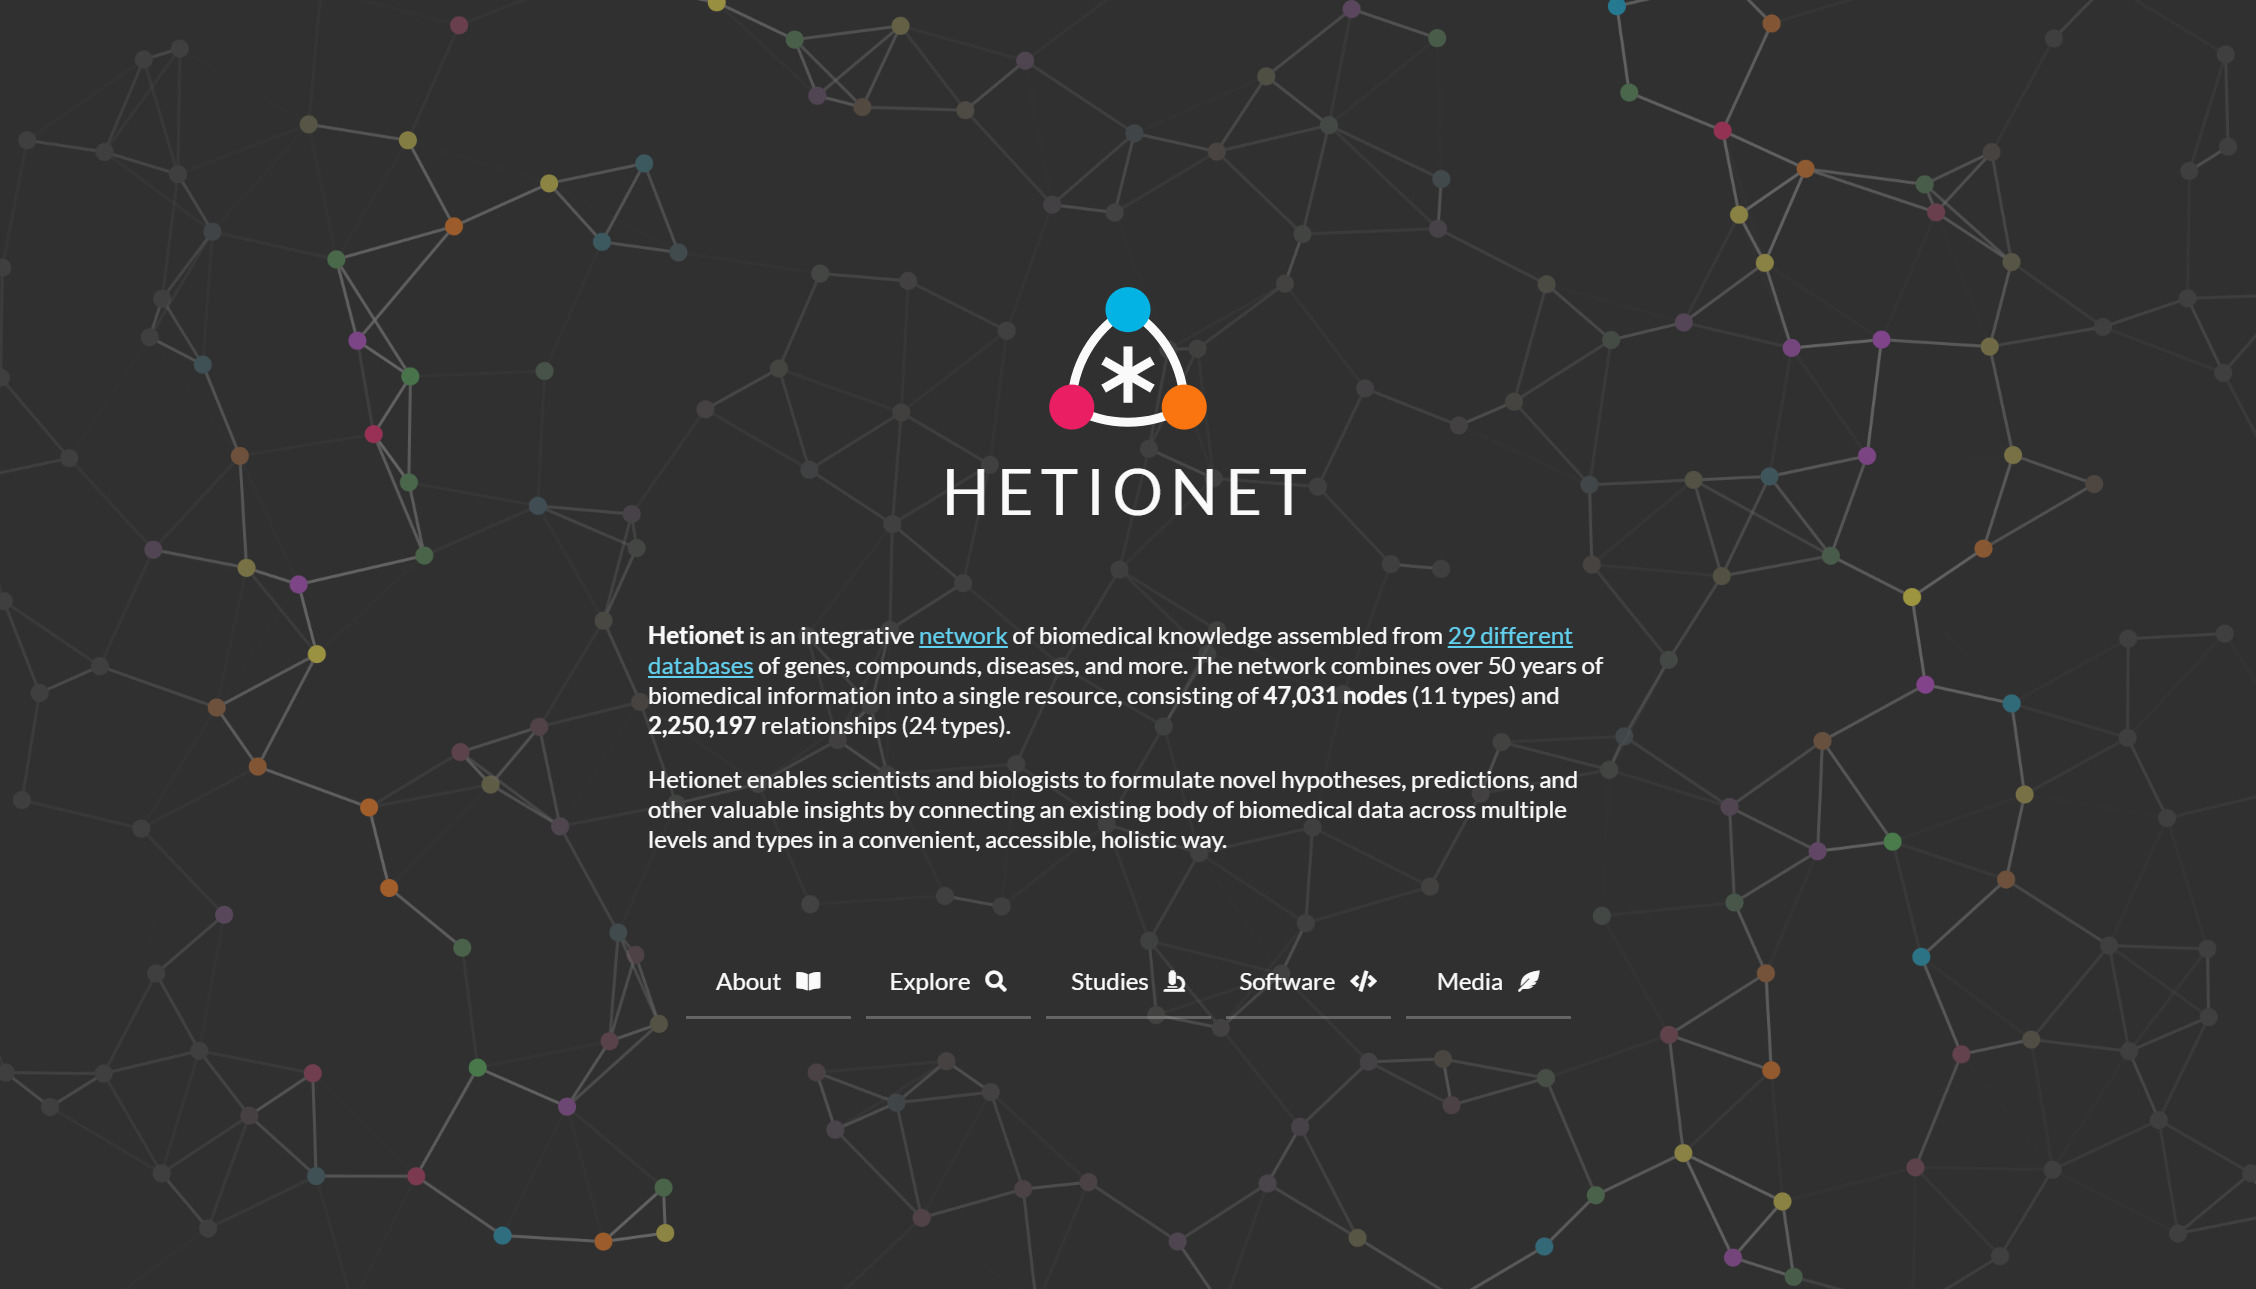 HETIONET
Hetionet is an integrative network of biomedical knowledge assembled from 29 different
databases of genes, compounds, diseases, and more. The network combines over 50 years of
biomedical information into a single resource, consisting of 47,031 nodes (11 types) and
2,250,197 relationships (24 types).
Hetionet enables scientists and biologists to formulate novel hypotheses, predictions, and
other valuable insights by connecting an existing body of biomedical data across multiple
levels and types in a convenient, accessible, holistic way.
About Explore Studies Software Media